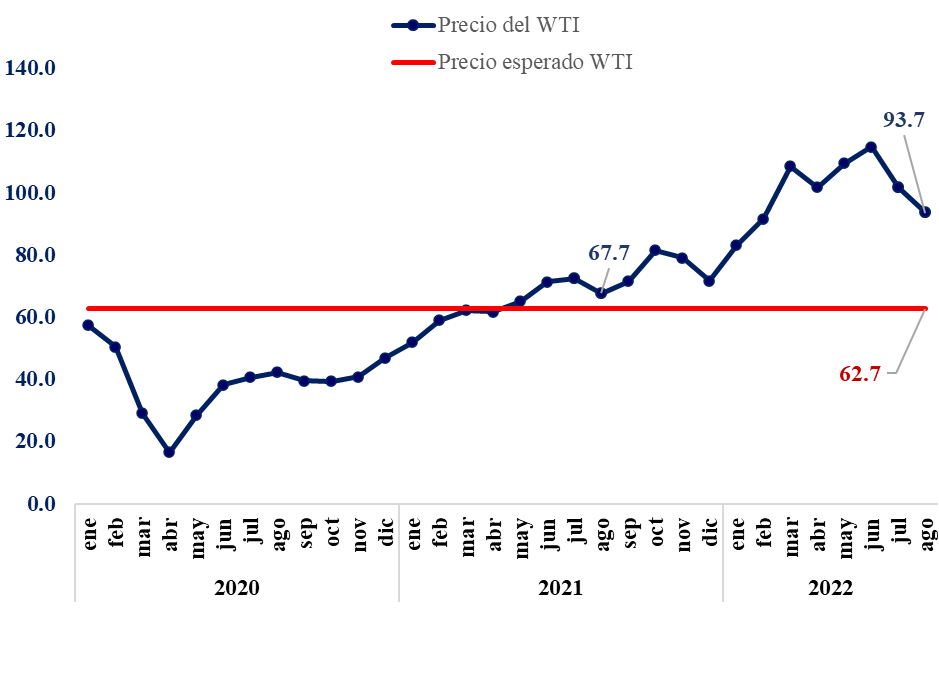 Precio del WTI
Precio esperado WTI
140.0
120.0
100.0
80.0
60.0
40.0
20.0
0.0
93.7
67.7
62.7
ene feb mar abr may jun jul ago sep oct nov dic ene feb mar abr may jun jul ago sep oct nov dic ene feb mar abr may jun jul ago
2020 2021 2022